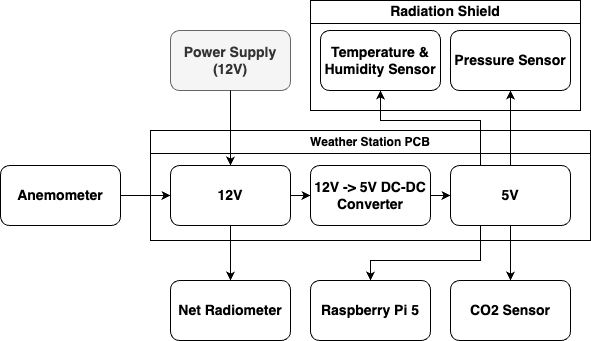 Radiation Shield
Power Supply
(12V)
Temperature &
Humidity Sensor
Pressure Sensor
Weather Station PCB
Anemometer
12V
12V -> 5V DC-DC
Converter
5V
Net Radiometer
Raspberry Pi 5
CO2 Sensor